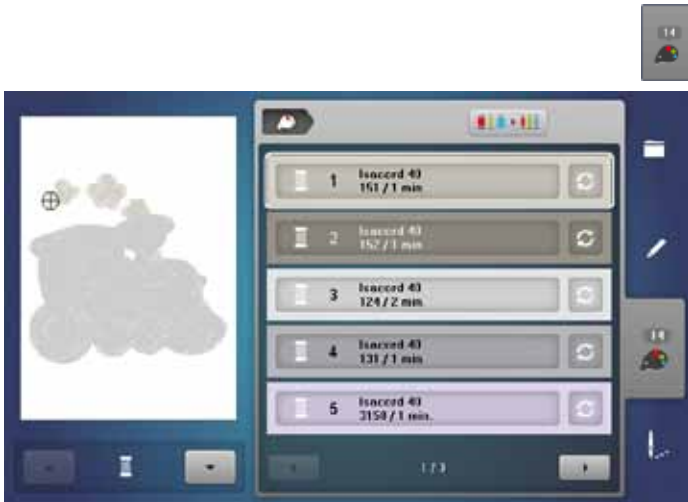 14
1 Isacord 40
151 / 1 min
2 Isacord 40
152 / 1 min
3 Isacord 40
124 / 2 min
4 Isacord 40
131 / 1 min
14
5 Isacord 40
3150 / 1 min.
1 / 3